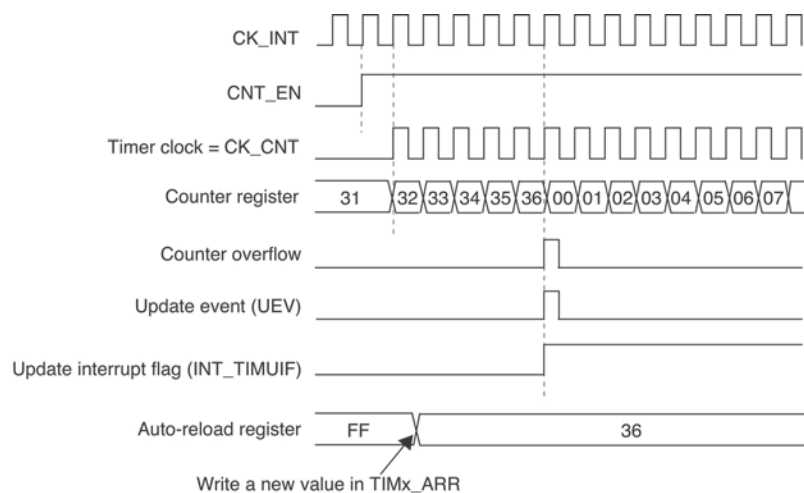 CK_INT
CNT_EN
Timer clock = CK_CNT
Counter register 31 32 33 34 35 36 00 01 02 03 04 05 06 07
Counter overflow
Update event (UEV)
Update interrupt flag (INT_TIMUIF)
Auto-reload register FF 36
Write a new value in TIMx_ARR